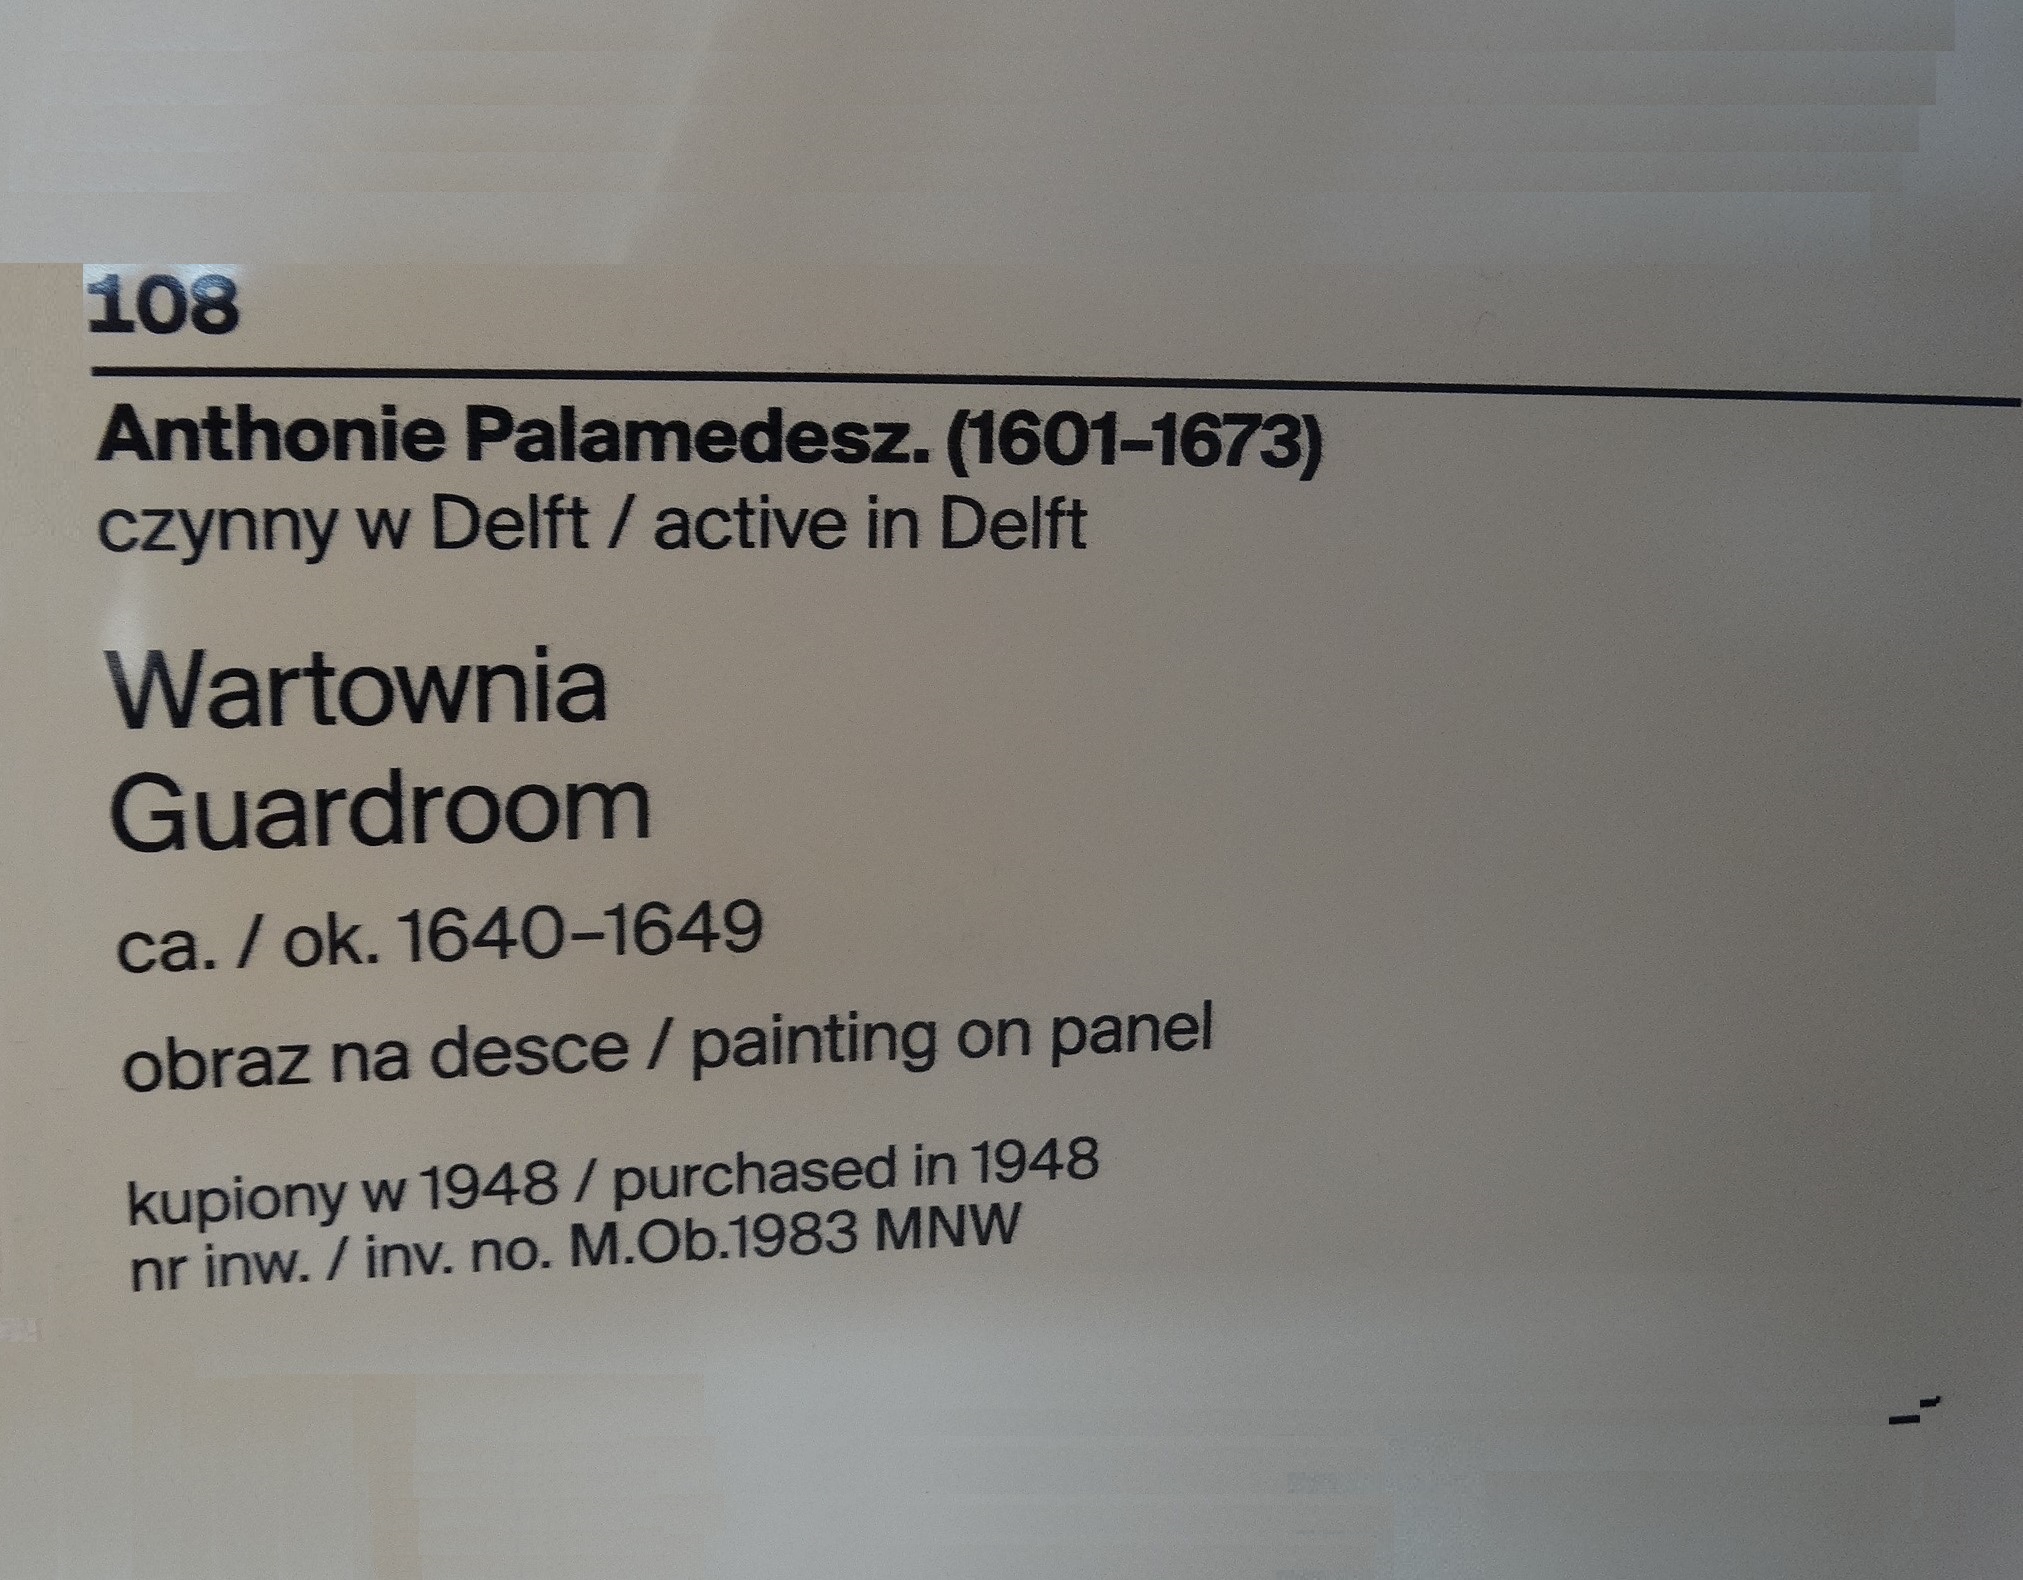 108
Anthonie Palamedesz. (1601–1673)
czynny w Delft / active in Delft
Wartownia
Guardroom
ca. / ok. 1640–1649
obraz na desce / painting on panel
kupiony w 1948 / purchased in 1948
nr inw. / inv. no. M.Ob.1983 MNW